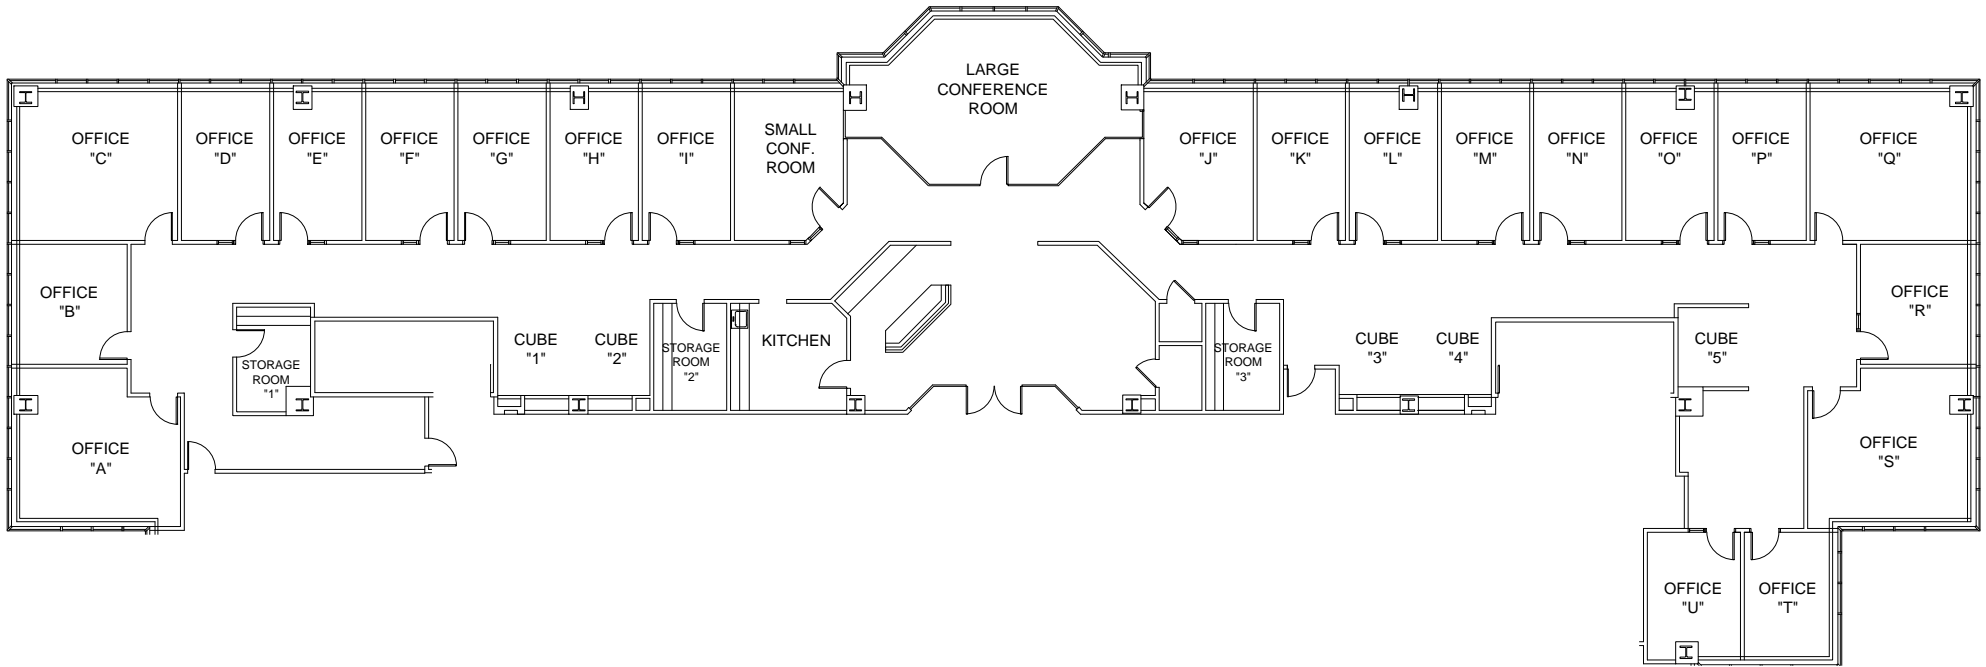 LARGE
CONFERENCE
ROOM
OFFICE
"C"
OFFICE
"D"
OFFICE
"E"
OFFICE
"F"
OFFICE
"G"
OFFICE
"H"
OFFICE
"I"
SMALL
CONF.
ROOM
OFFICE
"J"
OFFICE
"K"
OFFICE
"L"
OFFICE
"M"
OFFICE
"N"
OFFICE
"O"
OFFICE
"P"
OFFICE
"Q"
OFFICE
"B"
STORAGE
ROOM
"1"
CUBE
"1"
CUBE
"2"
STORAGE
ROOM
"2"
KITCHEN
STORAGE
ROOM
"3"
CUBE
"3"
CUBE
"4"
CUBE
"5"
OFFICE
"R"
OFFICE
"A"
OFFICE
"S"
OFFICE
"U"
OFFICE
"T"